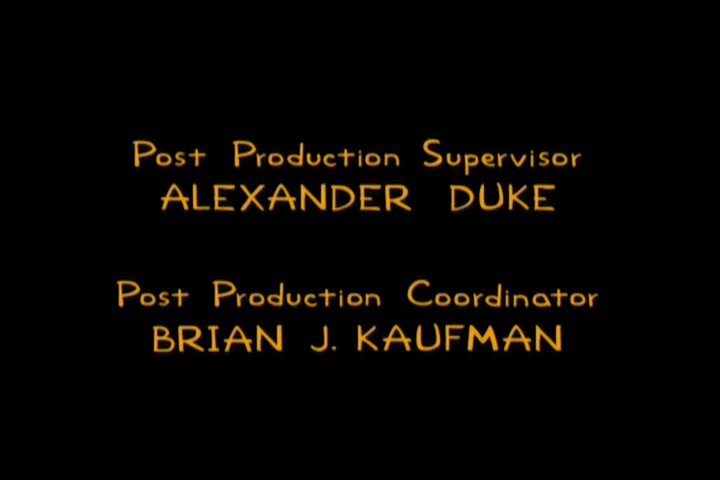 Post Production Supervisor
ALEXANDER DUKE
Post Production Coordinator
BRIAN J. KAUFMAN